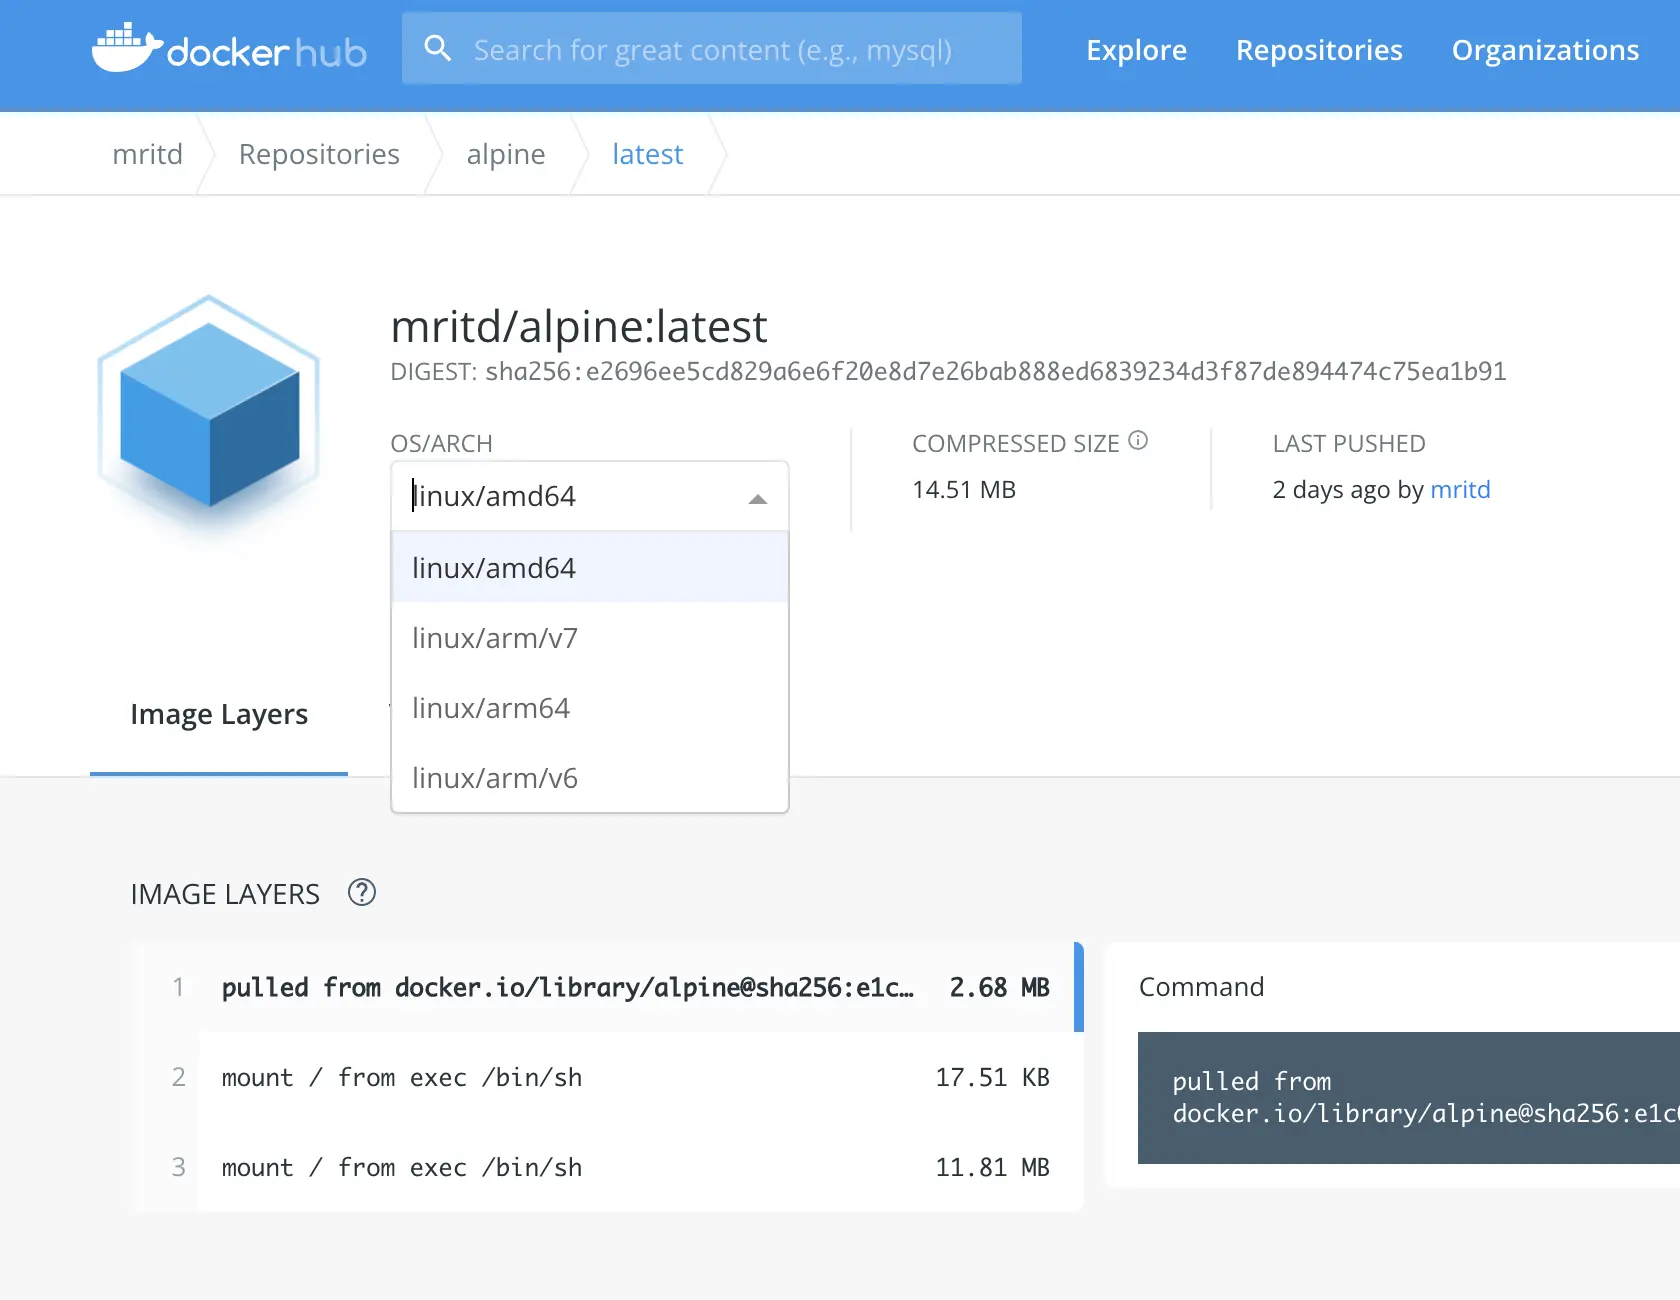 docker hub
Search for great content (e.g., mysql)
Explore
Repositories
Organizations
mritd
Repositories
alpine
latest
mritd/alpine:latest
DIGEST: sha256:e2696ee5cd829a6e6f20e8d7e26bab888ed6839234d3f87de894474c75ea1b91
OS/ARCH
linux/amd64
linux/amd64
linux/arm/v7
linux/arm64
linux/arm/v6
COMPRESSED SIZE
14.51 MB
LAST PUSHED
2 days ago by mritd
Image Layers
IMAGE LAYERS
1 pulled from docker.io/library/alpine@sha256:e1c… 2.68 MB
2 mount / from exec /bin/sh 17.51 KB
3 mount / from exec /bin/sh 11.81 MB
Command
pulled from
docker.io/library/alpine@sha256:e1c